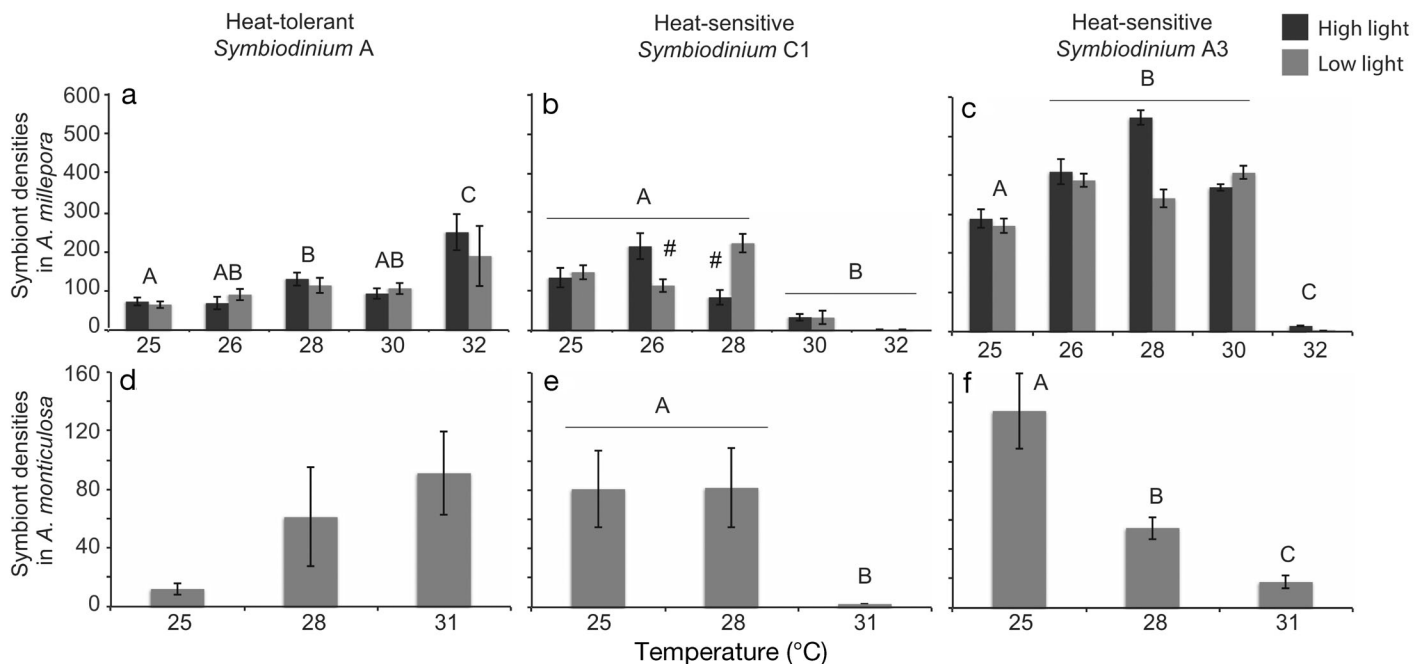 Heat-tolerant
Symbiodinium A
Heat-sensitive
Symbiodinium C1
Heat-sensitive
Symbiodinium A3
High light
Low light
Symbiont densities
in A. millepora
600
500
400
300
200
100
0
a
A
AB
B
AB
C
25 26 28 30 32
b
A
#
#
B
25 26 28 30 32
c
A
B
C
25 26 28 30 32
Symbiont densities
in A. monticulosa
160
120
80
40
0
d
25 28 31
e
A
B
25 28 31
f
A
B
C
25 28 31
Temperature (°C)